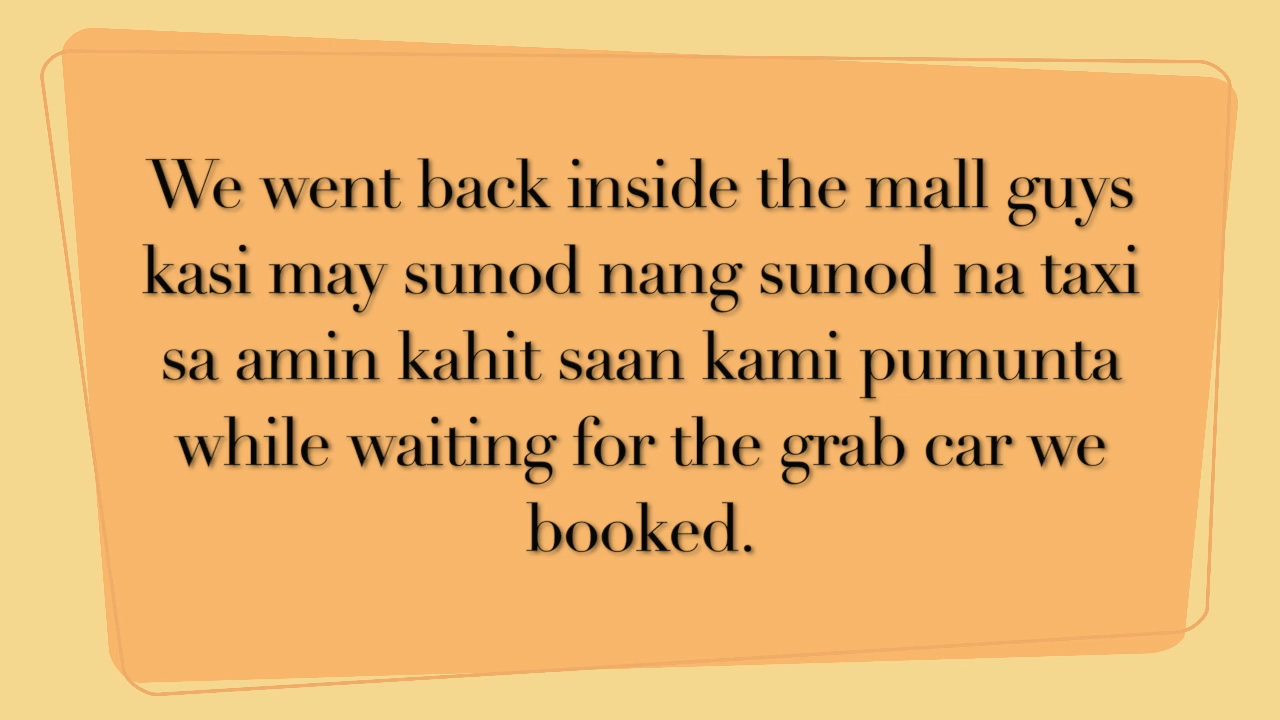 We went back inside the mall guys
kasi may sunod nang sunod na taxi
sa amin kahit saan kami pumunta
while waiting for the grab car we
booked.